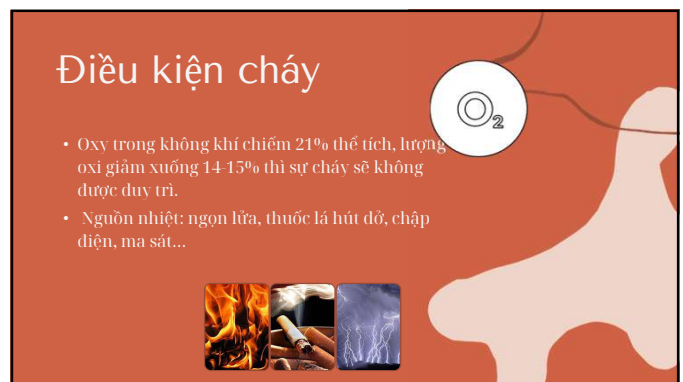 Điều kiện cháy
O2
• Oxy trong không khí chiếm 21% thể tích, lượng
oxi giảm xuống 14-15% thì sự cháy sẽ không
được duy trì.
• Nguồn nhiệt: ngọn lửa, thuốc lá hút dở, chập
điện, ma sát...